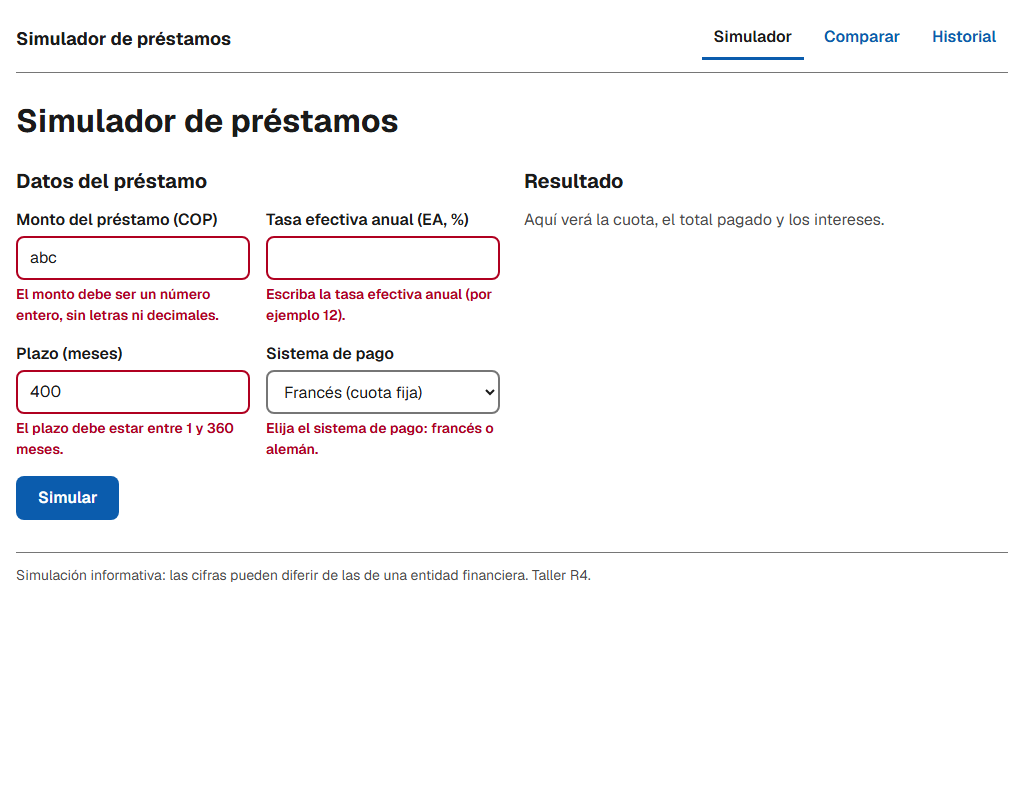 Simulador de préstamos
Simulador
Comparar
Historial
Simulador de préstamos
Datos del préstamo
Monto del préstamo (COP)
abc
El monto debe ser un número
entero, sin letras ni decimales.
Tasa efectiva anual (EA, %)
Escriba la tasa efectiva anual (por
ejemplo 12).
Plazo (meses)
400
El plazo debe estar entre 1 y 360
meses.
Sistema de pago
Francés (cuota fija)
Elija el sistema de pago: francés o
alemán.
Simular
Resultado
Aquí verá la cuota, el total pagado y los intereses.
Simulación informativa: las cifras pueden diferir de las de una entidad financiera. Taller R4.